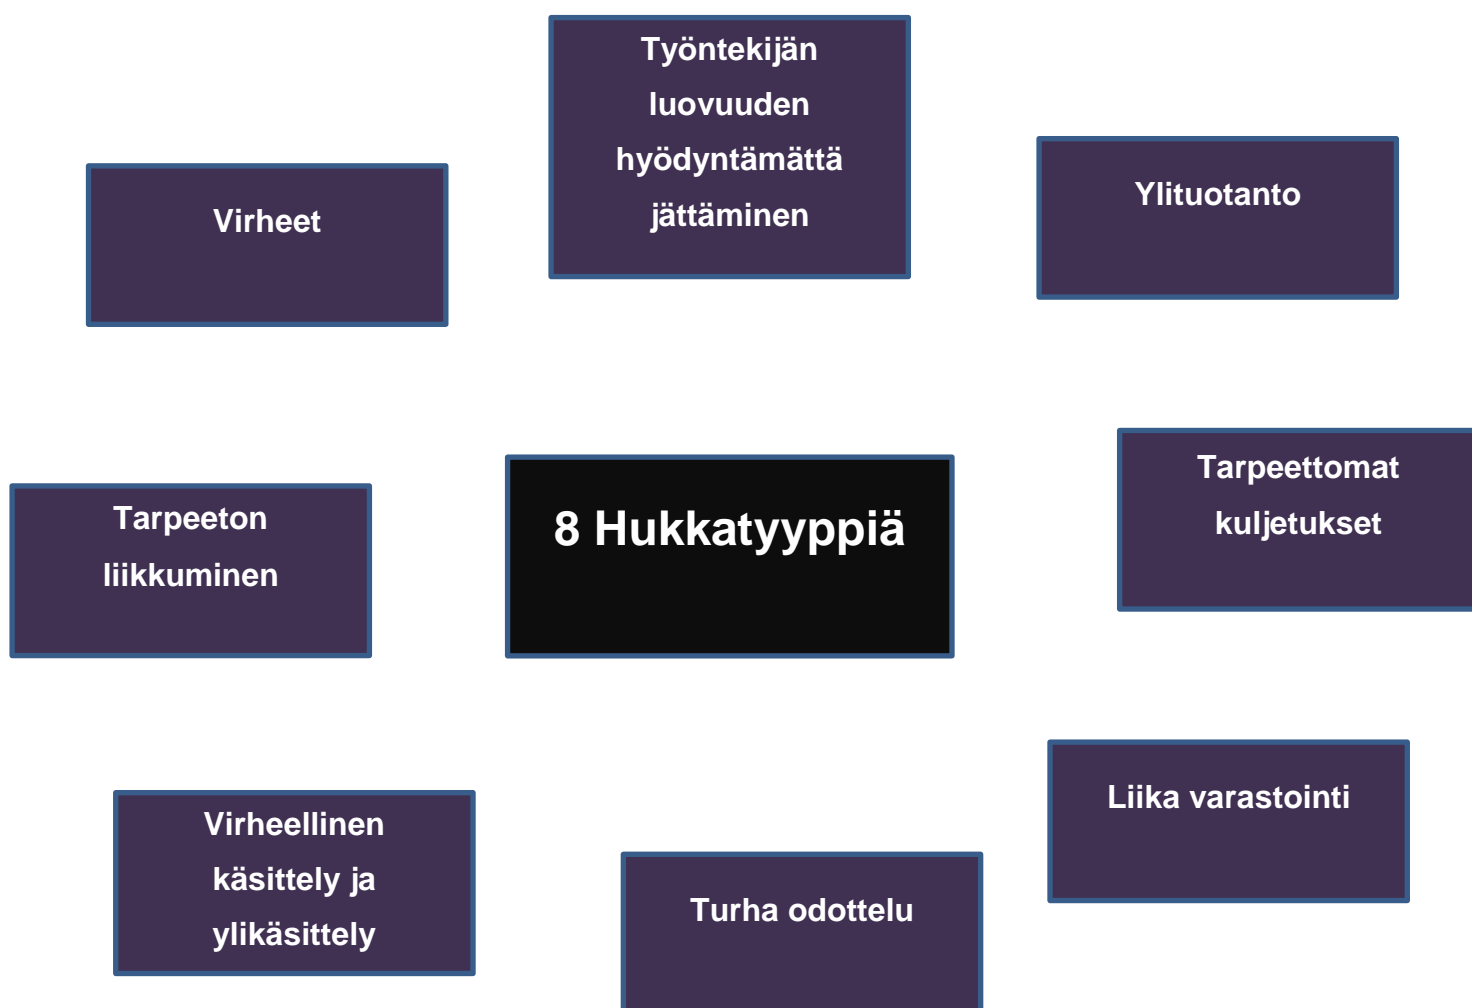 Työntekijän
luovuuden
hyödyntämättä
jättäminen
Ylituotanto
Virheet
Tarpeettomat
kuljetukset
8 Hukkatyyppiä
Tarpeeton
liikkuminen
Liika varastointi
Virheellinen
käsittely ja
ylikäsittely
Turha odottelu